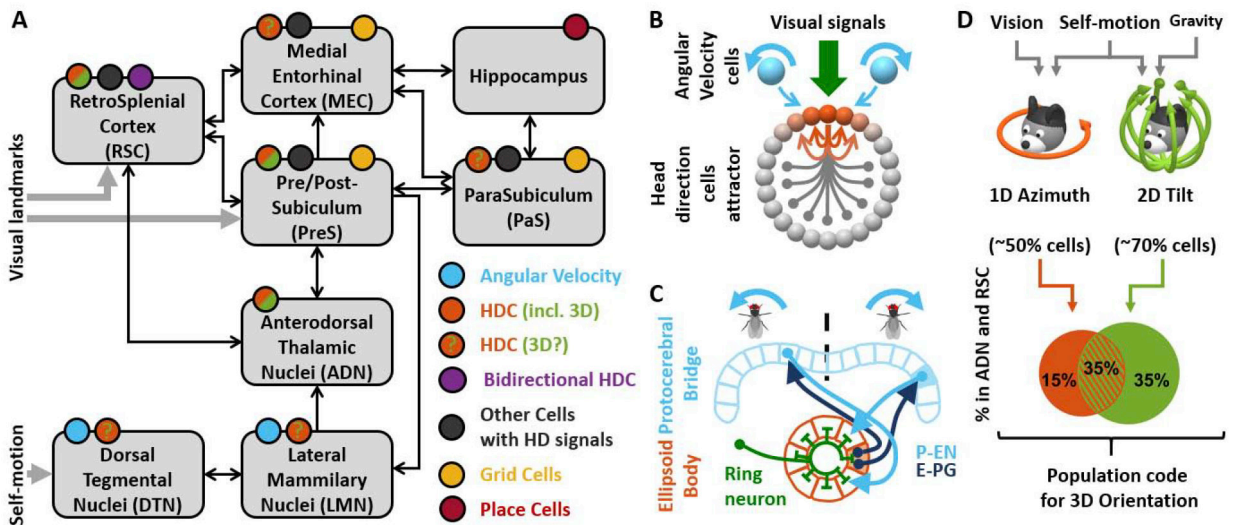 A
Medial
Entorhinal
Cortex (MEC)
Hippocampus
RetroSplenial
Cortex
(RSC)
Pre/Post-
Subiculum
(PreS)
ParaSubiculum
(PaS)
Visual landmarks
Anterodorsal
Thalamic
Nuclei (ADN)
Self-motion
Dorsal
Tegmental
Nuclei (DTN)
Lateral
Mammilary
Nuclei (LMN)
?
?
?
?
Angular Velocity
HDC (incl. 3D)
? HDC (3D?)
Bidirectional HDC
Other Cells
with HD signals
Grid Cells
Place Cells
B
Visual signals
Angular
Velocity
cells
Head
direction
cells
attractor
C
Protocerebral
Bridge
Ellipsoid
Body
Ring
neuron
P-EN
E-PG
D
Vision
Self-motion
Gravity
1D Azimuth
2D Tilt
(~50% cells)
(~70% cells)
% in ADN and RSC
15%
35%
35%
Population code
for 3D Orientation